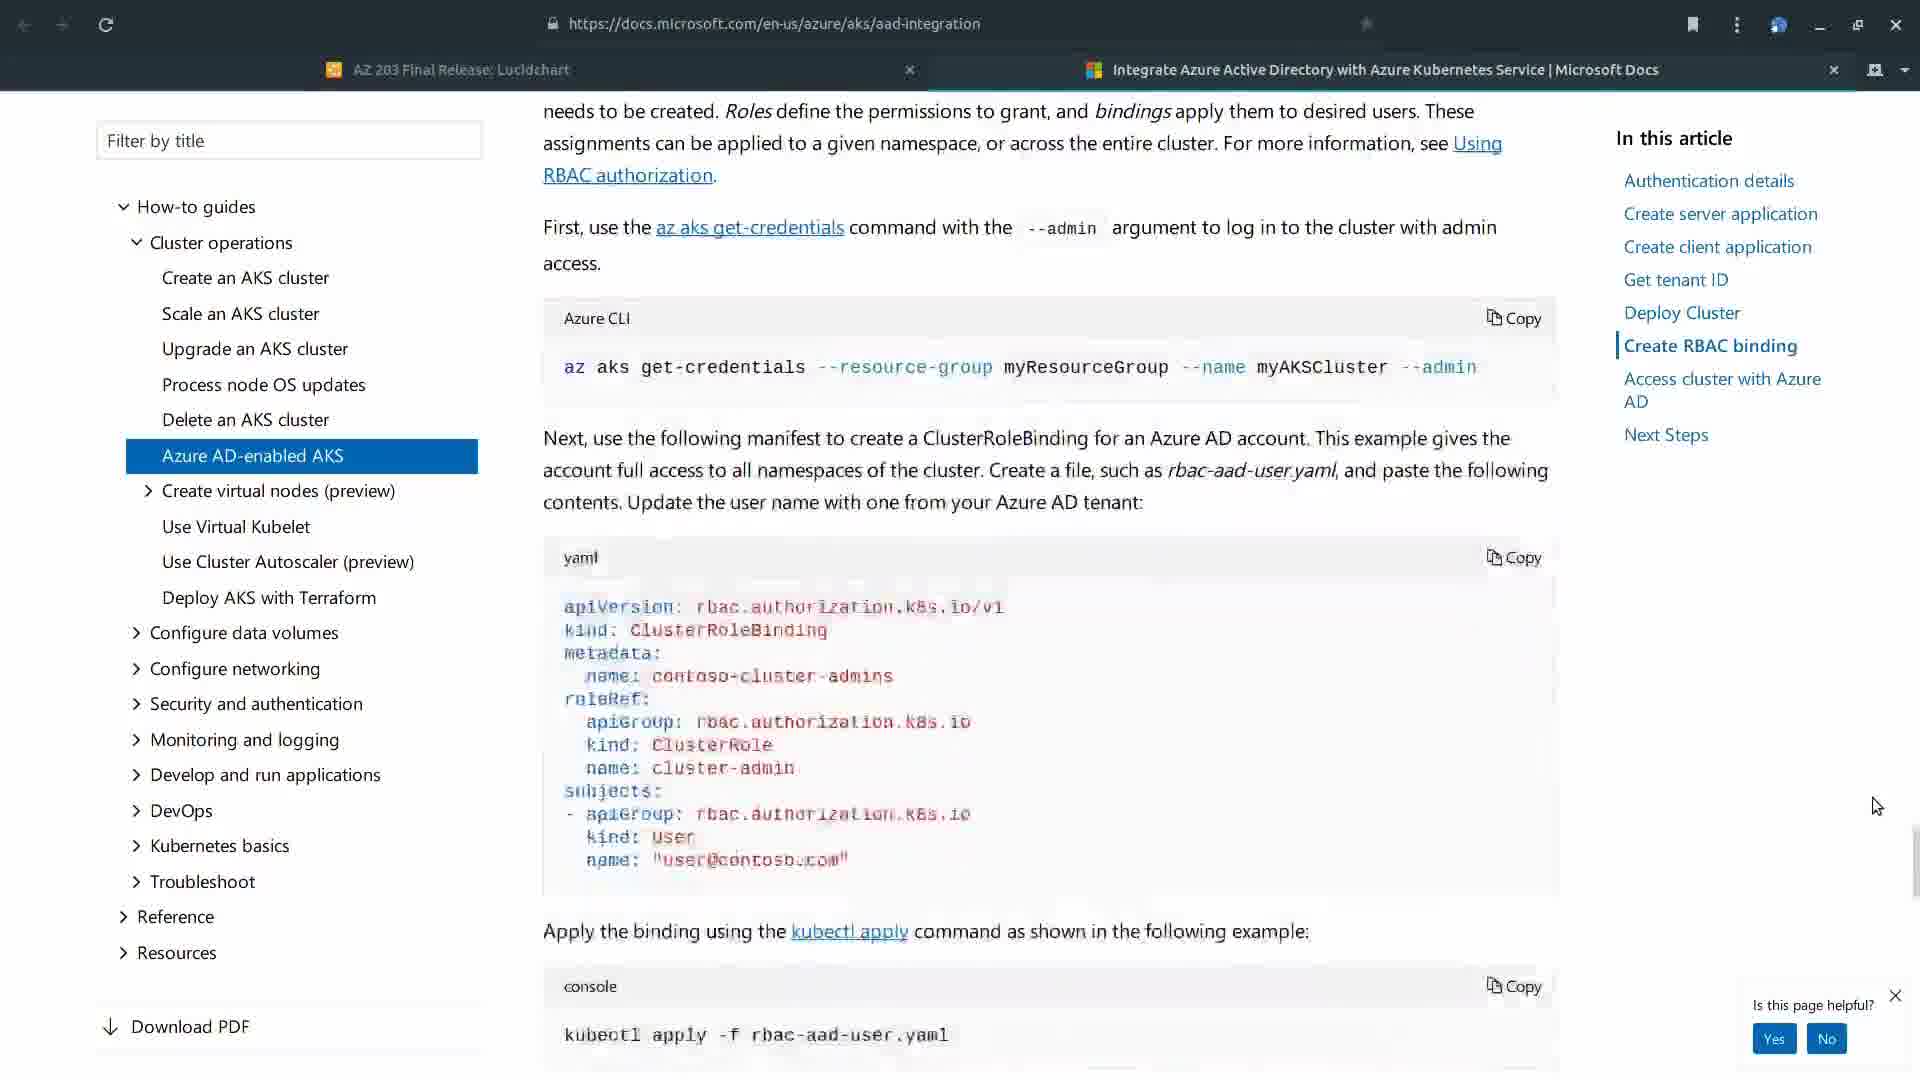 https://docs.microsoft.com/en-us/azure/aks/aad-integration
AZ 203 Final Release: Lucidchart
Integrate Azure Active Directory with Azure Kubernetes Service | Microsoft Docs
Filter by title
How-to guides
Cluster operations
Create an AKS cluster
Scale an AKS cluster
Upgrade an AKS cluster
Process node OS updates
Delete an AKS cluster
Azure AD-enabled AKS
Create virtual nodes (preview)
Use Virtual Kubelet
Use Cluster Autoscaler (preview)
Deploy AKS with Terraform
Configure data volumes
Configure networking
Security and authentication
Monitoring and logging
Develop and run applications
DevOps
Kubernetes basics
Troubleshoot
Reference
Resources
Download PDF
needs to be created. Roles define the permissions to grant, and bindings apply them to desired users. These
assignments can be applied to a given namespace, or across the entire cluster. For more information, see Using
RBAC authorization.
First, use the az aks get-credentials command with the --admin argument to log in to the cluster with admin
access.
Azure CLI
Copy
az aks get-credentials --resource-group myResourceGroup --name myAKSCluster --admin
Next, use the following manifest to create a ClusterRoleBinding for an Azure AD account. This example gives the
account full access to all namespaces of the cluster. Create a file, such as rbac-aad-user.yaml, and paste the following
contents. Update the user name with one from your Azure AD tenant:
yaml
Copy
apiVersion: rbac.authorization.k8s.io/v1
kind: ClusterRoleBinding
metadata:
name: contoso-cluster-admins
roleRef:
apiGroup: rbac.authorization.k8s.io
kind: ClusterRole
name: cluster-admin
subjects:
- apiGroup: rbac.authorization.k8s.io
kind: User
name: "user@contoso.com"
Apply the binding using the kubectl apply command as shown in the following example:
console
Copy
kubectl apply -f rbac-aad-user.yaml
In this article
Authentication details
Create server application
Create client application
Get tenant ID
Deploy Cluster
Create RBAC binding
Access cluster with Azure
AD
Next Steps
Is this page helpful?
Yes
No